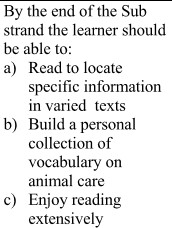 By the end of the Sub
strand the learner should
be able to:
a) Read to locate
specific information
in varied texts
b) Build a personal
collection of
vocabulary on
animal care
c) Enjoy reading
extensively